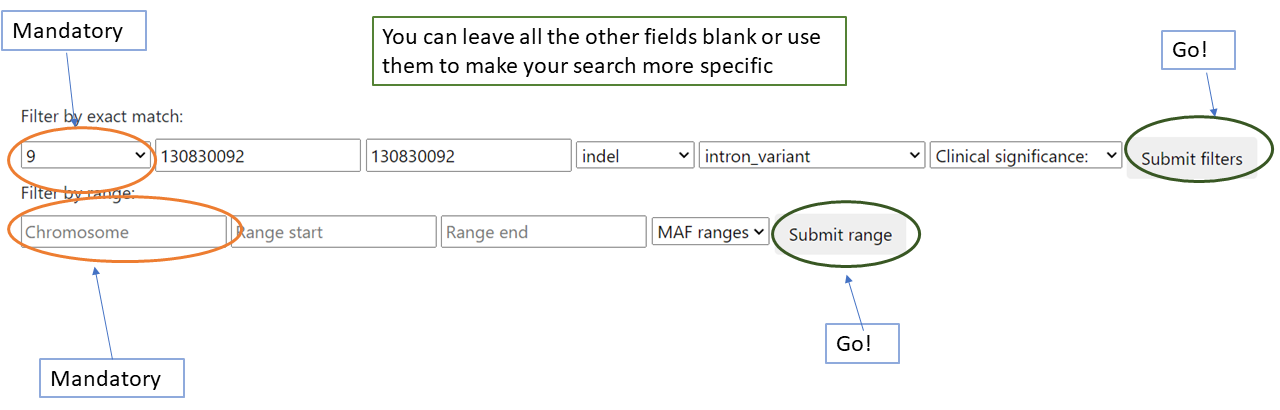 Mandatory
You can leave all the other fields blank or use
them to make your search more specific
Go!
Filter by exact match:
9 130830092 130830092 indel intron_variant Clinical significance: Submit filters
Filter by range:
Chromosome Range start Range end MAF ranges Submit range
Go!
Mandatory